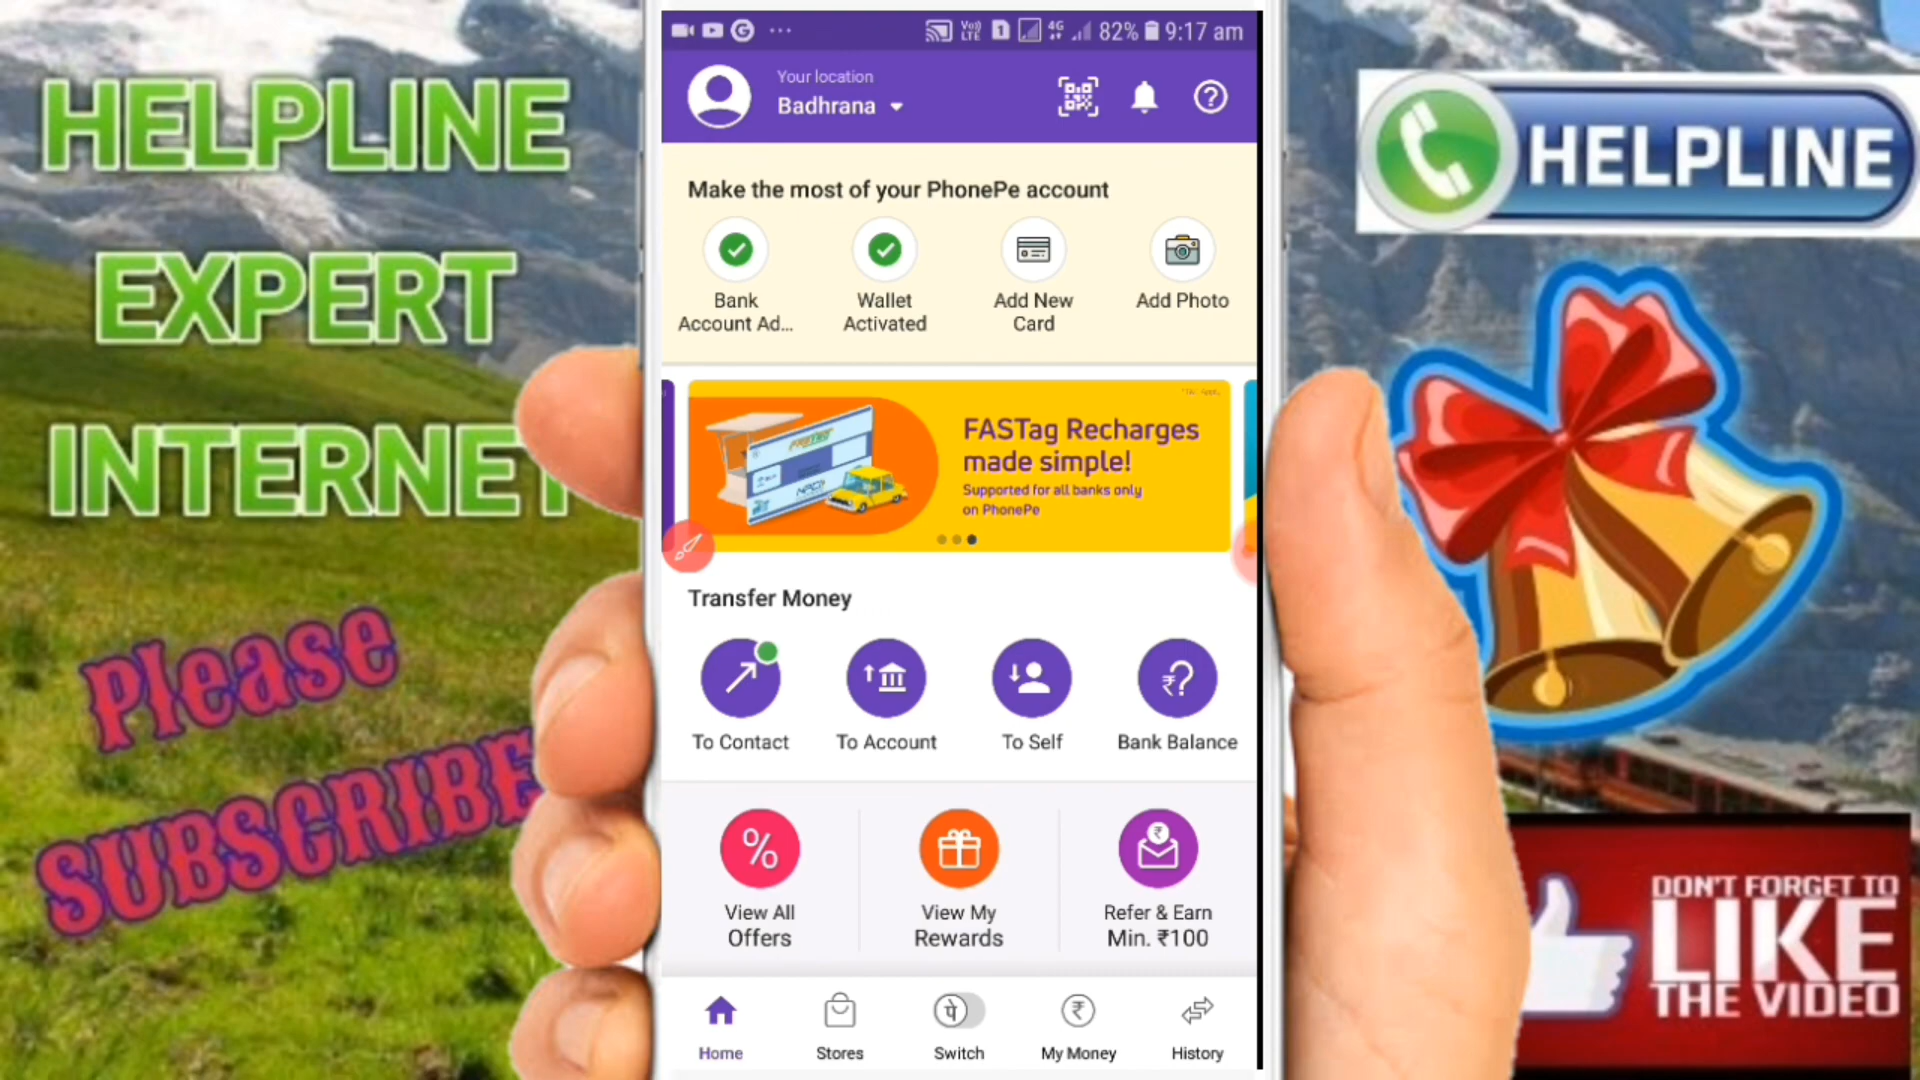 HELPLINE
EXPERT
INTERNET
Please
SUBSCRIBE
4G
82%
9:17 am
Your location
Badhrana
Make the most of your PhonePe account
Bank
Account Ad...
Wallet
Activated
Add New
Card
Add Photo
FASTag Recharges
made simple!
Supported for all banks only
on PhonePe
Transfer Money
To Contact
To Account
To Self
Bank Balance
View All
Offers
View My
Rewards
Refer & Earn
Min. ₹100
Home
Stores
पे
Switch
My Money
History
HELPLINE
DON'T FORGET TO
LIKE
THE VIDEO